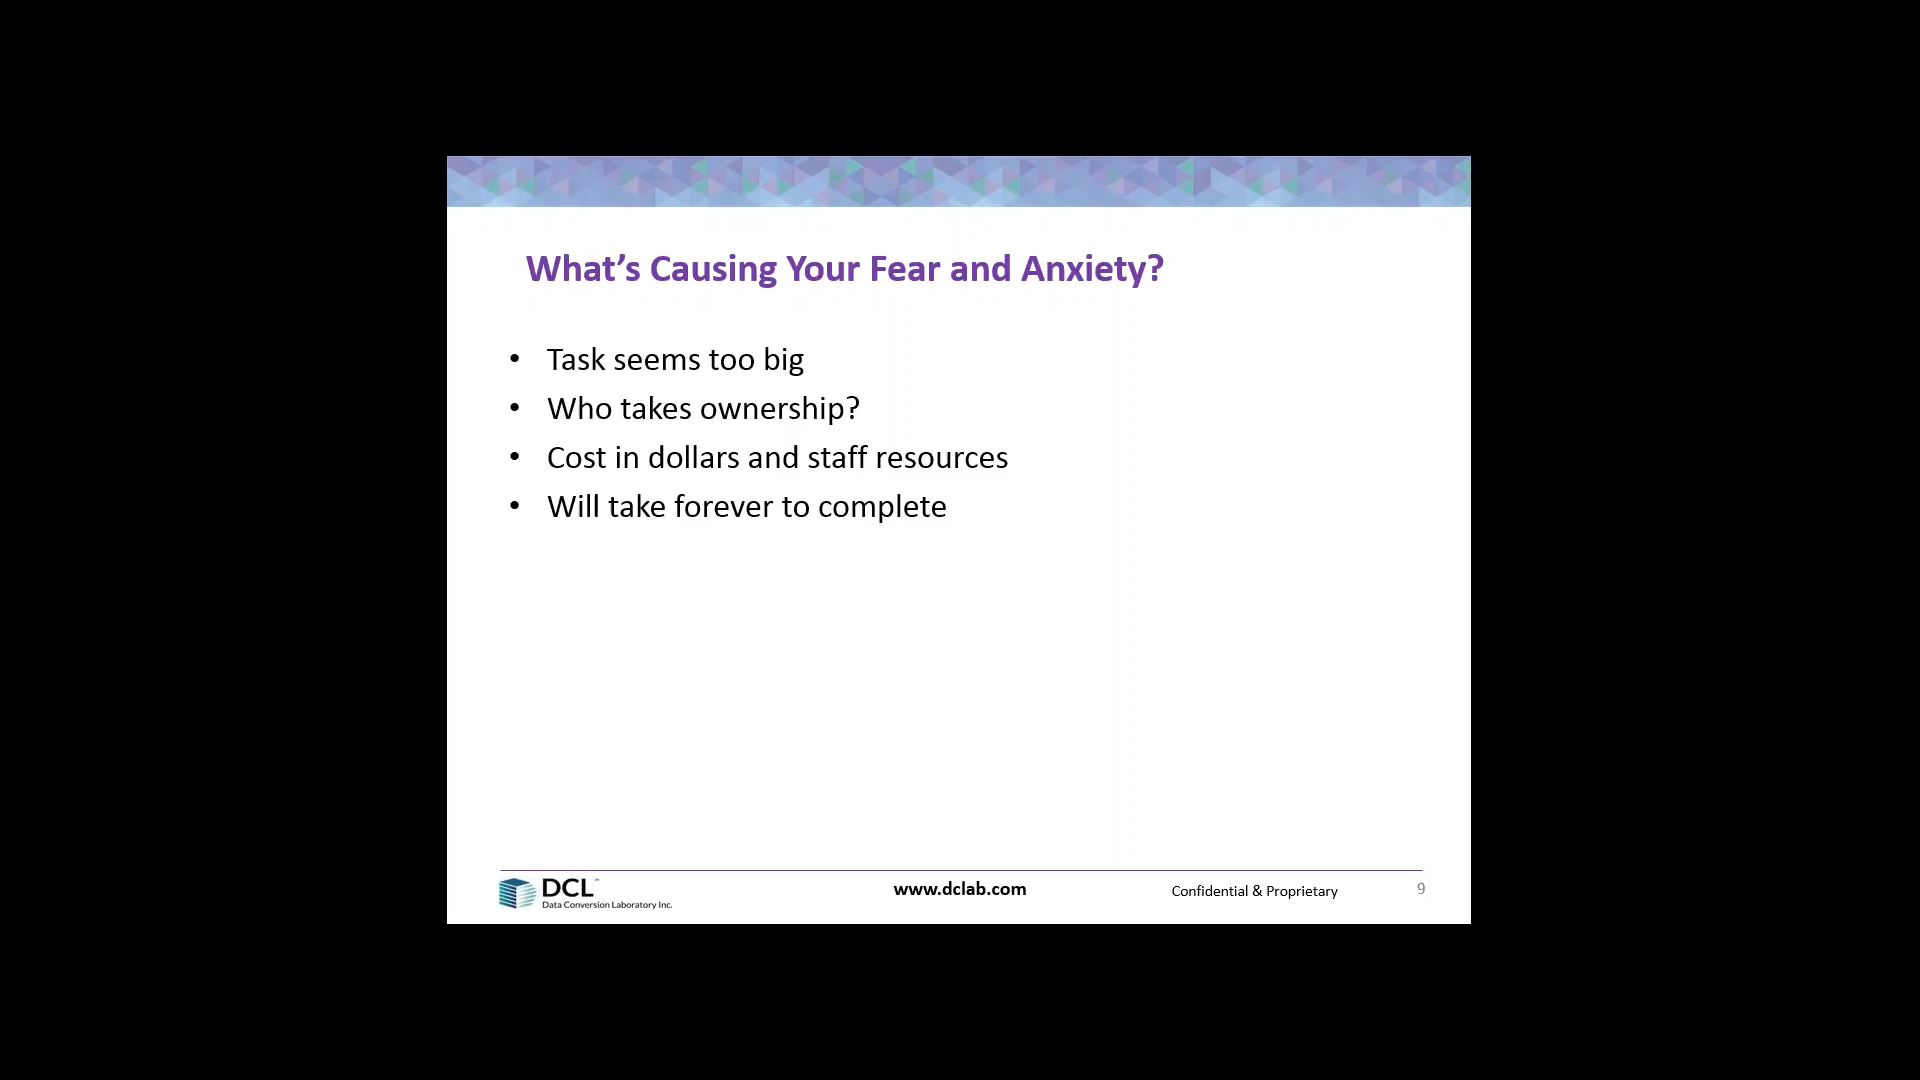 What’s Causing Your Fear and Anxiety?
• Task seems too big
• Who takes ownership?
• Cost in dollars and staff resources
• Will take forever to complete
DCL™
Data Conversion Laboratory Inc.
www.dclab.com
Confidential & Proprietary
9